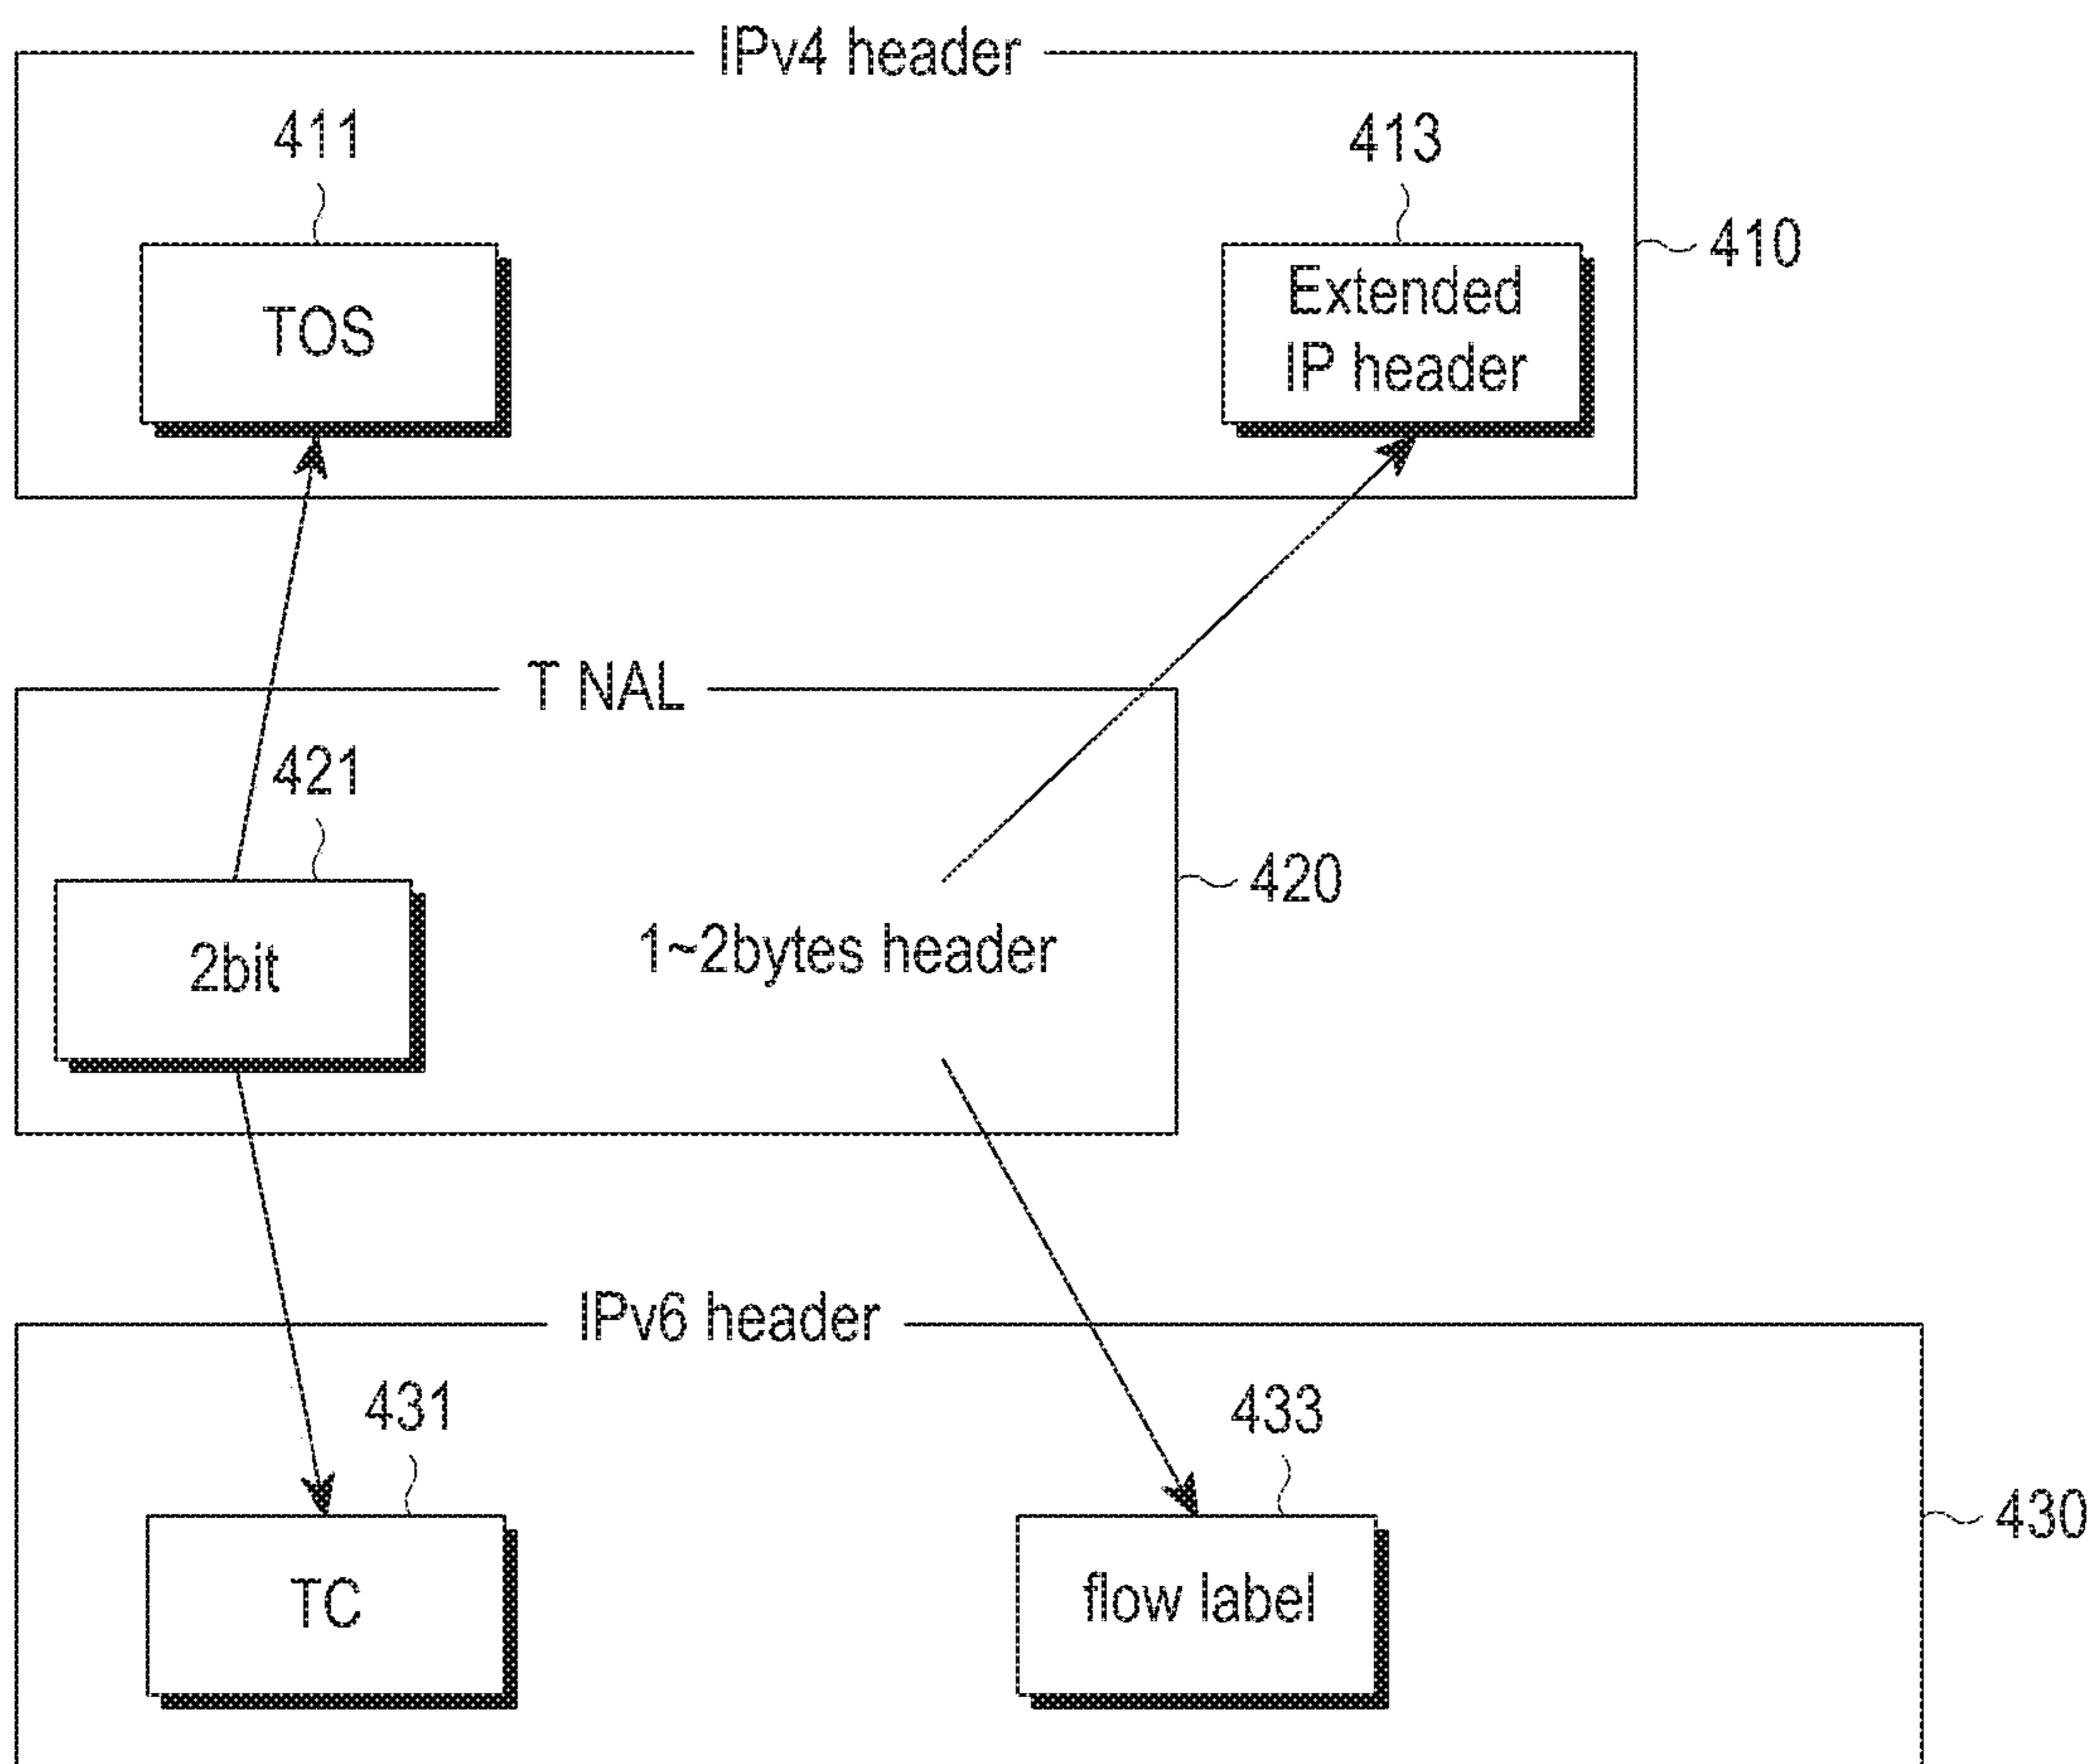 IPv4 header
411
413
TOS
Extended
IP header
410
T NAL
421
2bit
1~2bytes header
420
IPv6 header
431
433
TC
flow label
430